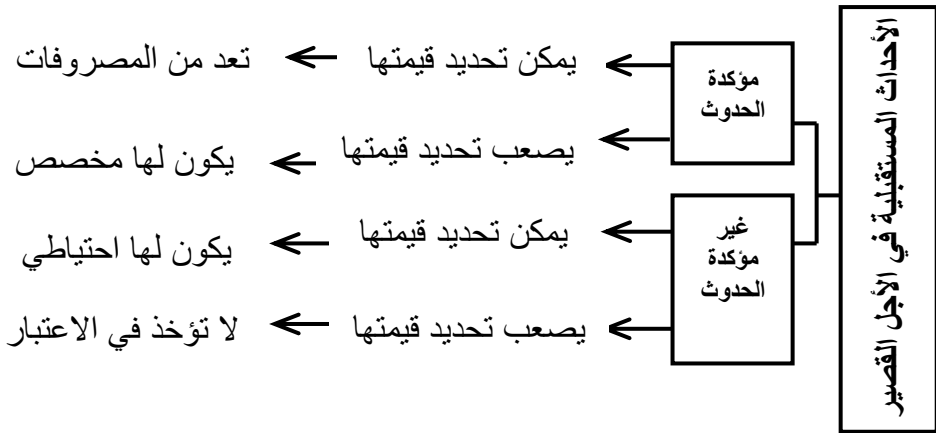 الأحداث المستقبلية في الأجل القصير
مؤكدة
الحدوث
يمكن تحديد قيمتها
تعد من المصروفات
يصعب تحديد قيمتها
يكون لها مخصص
غير
مؤكدة
الحدوث
يمكن تحديد قيمتها
يكون لها احتياطي
يصعب تحديد قيمتها
لا تؤخذ في الاعتبار